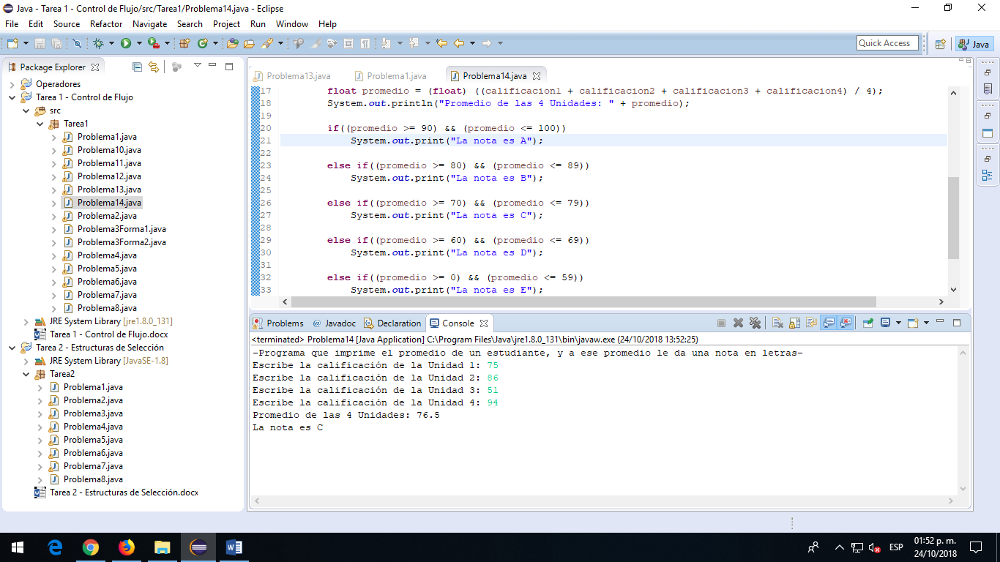 Java - Tarea 1 - Control de Flujo/src/Tarea1/Problema14.java - Eclipse
File Edit Source Refactor Navigate Search Project Run Window Help
Quick Access
Java
Package Explorer
Operadores
Tarea 1 - Control de Flujo
src
Tarea1
Problema1.java
Problema10.java
Problema11.java
Problema12.java
Problema13.java
Problema14.java
Problema2.java
Problema3Forma1.java
Problema3Forma2.java
Problema4.java
Problema5.java
Problema6.java
Problema7.java
Problema8.java
JRE System Library [jre1.8.0_131]
Tarea 1 - Control de Flujo.docx
Tarea 2 - Estructuras de Selección
JRE System Library [JavaSE-1.8]
Tarea2
Problema1.java
Problema2.java
Problema3.java
Problema4.java
Problema5.java
Problema6.java
Problema7.java
Problema8.java
Tarea 2 - Estructuras de Selección.docx
Problema13.java Problema1.java Problema14.java
17 float promedio = (float) ((calificacion1 + calificacion2 + calificacion3 + calificacion4) / 4);
18 System.out.println("Promedio de las 4 Unidades: " + promedio);
19
20 if((promedio >= 90) && (promedio <= 100))
21 System.out.print("La nota es A");
22
23 else if((promedio >= 80) && (promedio <= 89))
24 System.out.print("La nota es B");
25
26 else if((promedio >= 70) && (promedio <= 79))
27 System.out.print("La nota es C");
28
29 else if((promedio >= 60) && (promedio <= 69))
30 System.out.print("La nota es D");
31
32 else if((promedio >= 0) && (promedio <= 59))
33 System.out.print("La nota es E");
Problems @ Javadoc Declaration Console
<terminated> Problema14 [Java Application] C:\Program Files\Java\jre1.8.0_131\bin\javaw.exe (24/10/2018 13:52:25)
-Programa que imprime el promedio de un estudiante, y a ese promedio le da una nota en letras-
Escribe la calificación de la Unidad 1: 75
Escribe la calificación de la Unidad 2: 86
Escribe la calificación de la Unidad 3: 51
Escribe la calificación de la Unidad 4: 94
Promedio de las 4 Unidades: 76.5
La nota es C
ESP
01:52 p. m.
24/10/2018